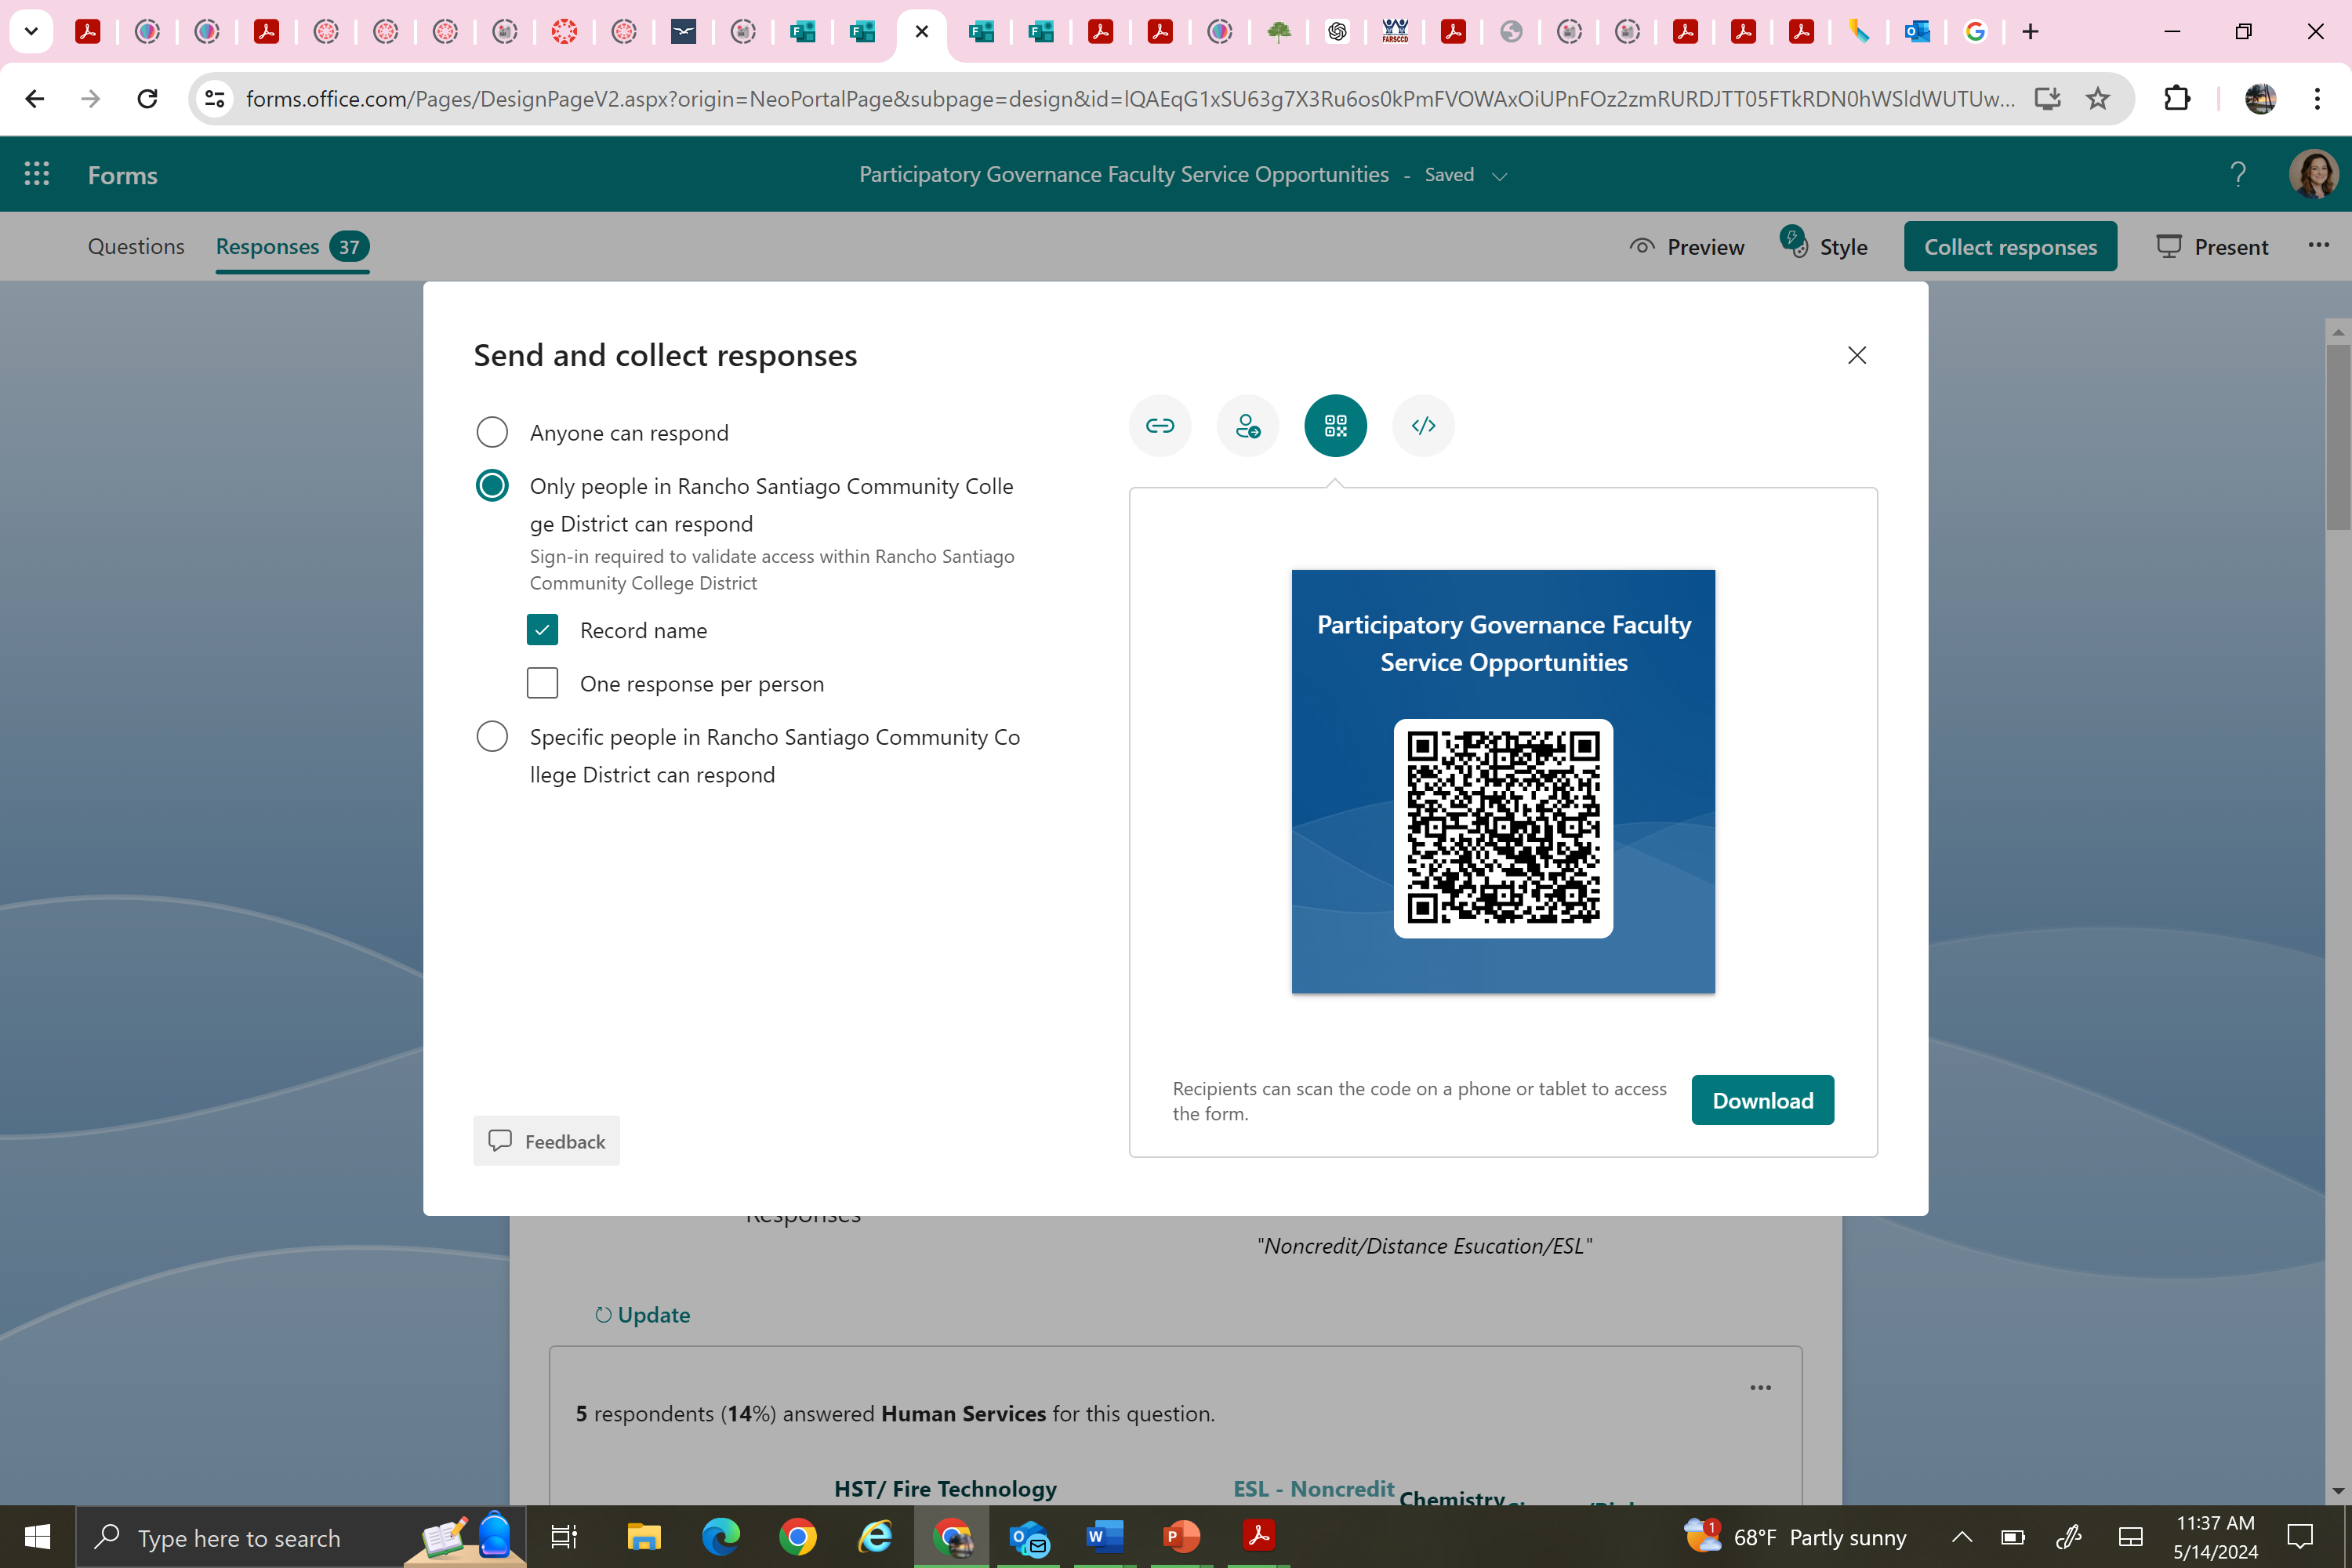 FARSCCD
forms.office.com/Pages/DesignPageV2.aspx?origin=NeoPortalPage&subpage=design&id=
Forms
Participatory Governance Faculty Service Opportunities - Saved
Questions
Responses 37
Preview
Style
Collect responses
Present
Send and collect responses
Anyone can respond
Only people in Rancho Santiago Community Colle
ge District can respond
Sign-in required to validate access within Rancho Santiago
Community College District
Record name
One response per person
Specific people in Rancho Santiago Community Co
llege District can respond
Participatory Governance Faculty
Service Opportunities
Recipients can scan the code on a phone or tablet to access
the form.
Download
Feedback
Responses
"Noncredit/Distance Esucation/ESL"
Update
5 respondents (14%) answered Human Services for this question.
HST/ Fire Technology
ESL - Noncredit
Chemistry
Type here to search
1
68°F Partly sunny
11:37 AM
5/14/2024